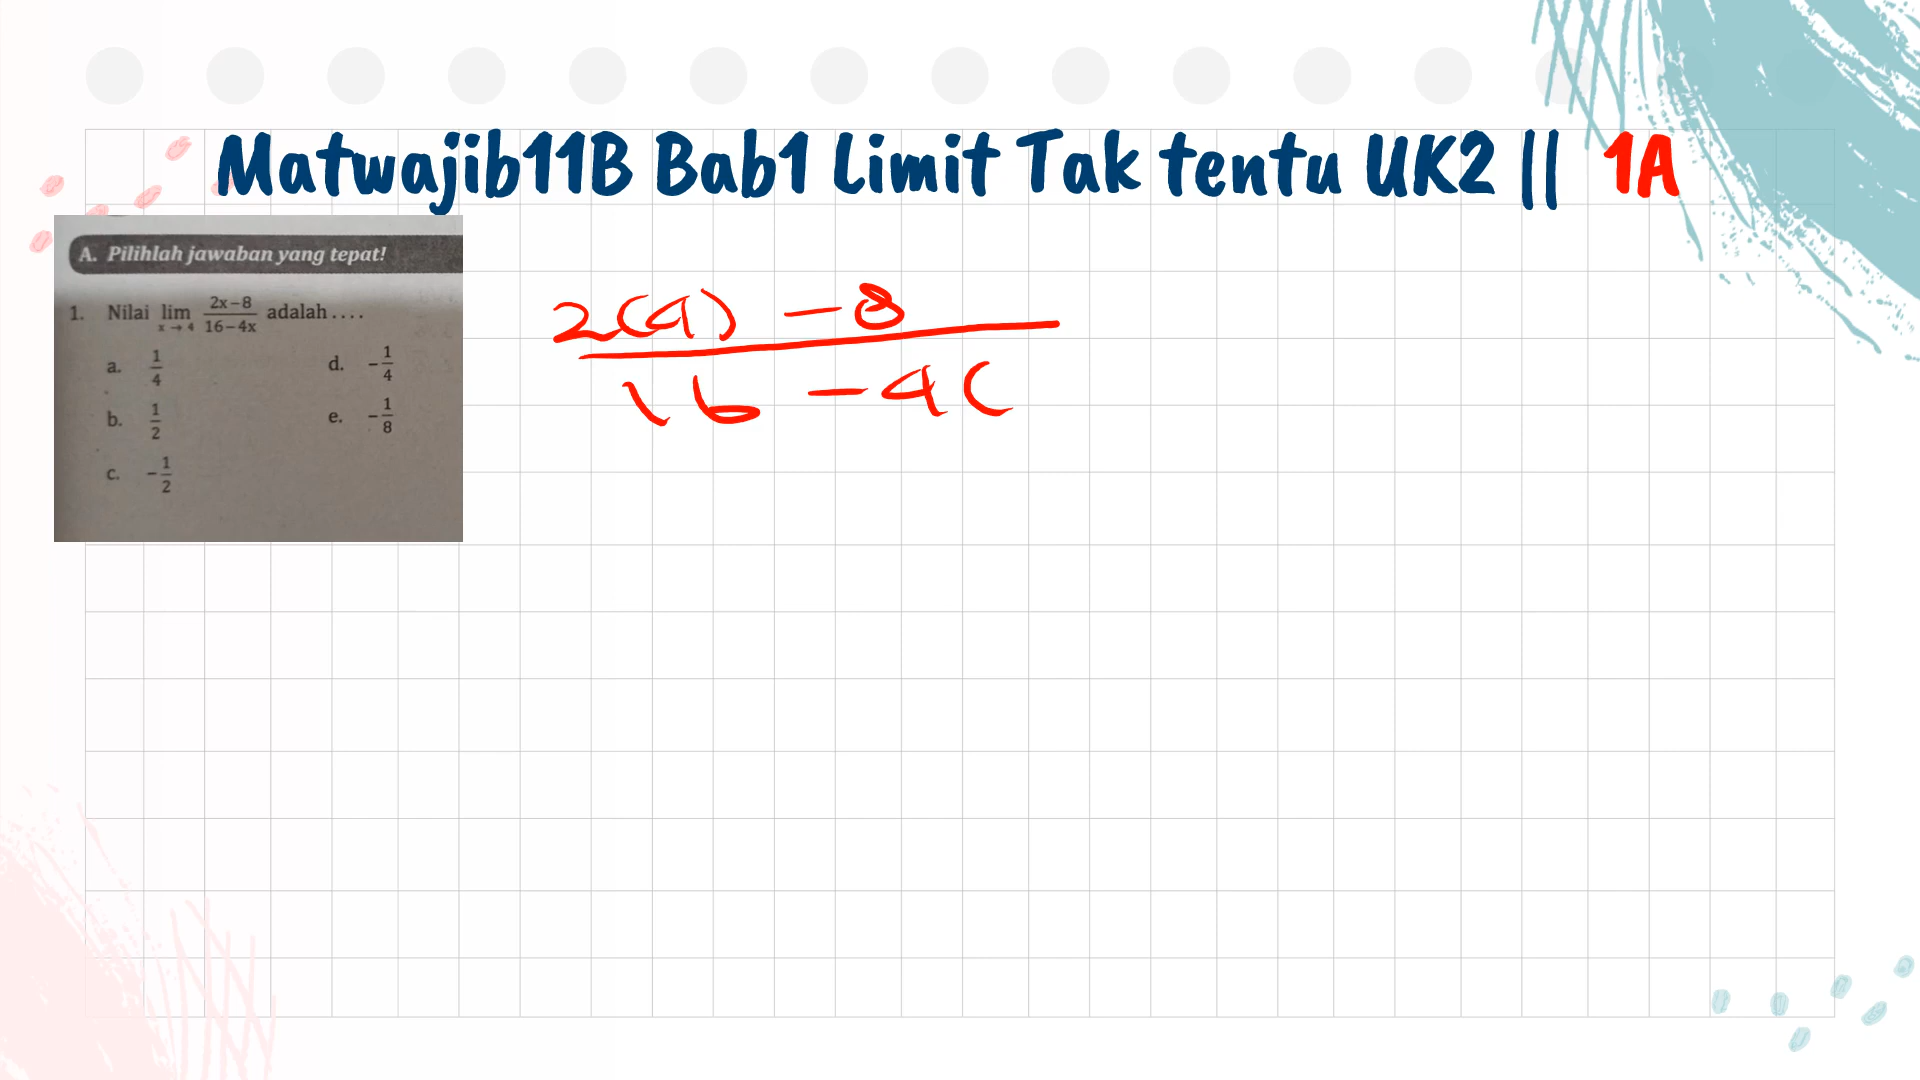 Matwajib11B Bab1 Limit Tak tentu UK2 || 1A
A. Pilihlah jawaban yang tepat!
1. Nilai lim x→4 (2x-8)/(16-4x) adalah ....
a. 1/4
b. 1/2
c. -1/2
d. -1/4
e. -1/8
2(4) - 8
16 - 4(